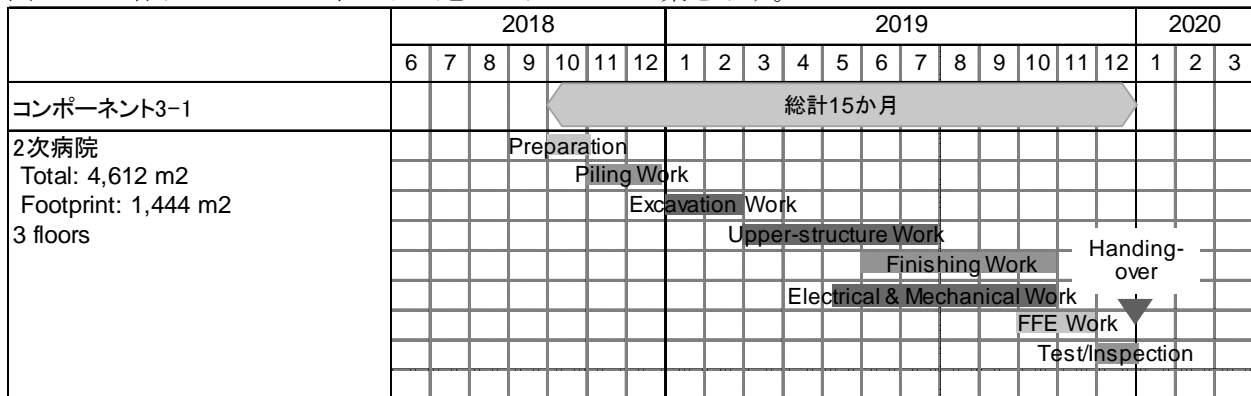 2018 2019 2020
6 7 8 9 10 11 12 1 2 3 4 5 6 7 8 9 10 11 12 1 2 3
コンポーネント3-1 総計15か月
2次病院 Preparation
Total: 4,612 m2 Piling Work
Footprint: 1,444 m2 Excavation Work
3 floors Upper-structure Work
Handing-
over
Finishing Work
Electrical & Mechanical Work
FFE Work
Test/Inspection